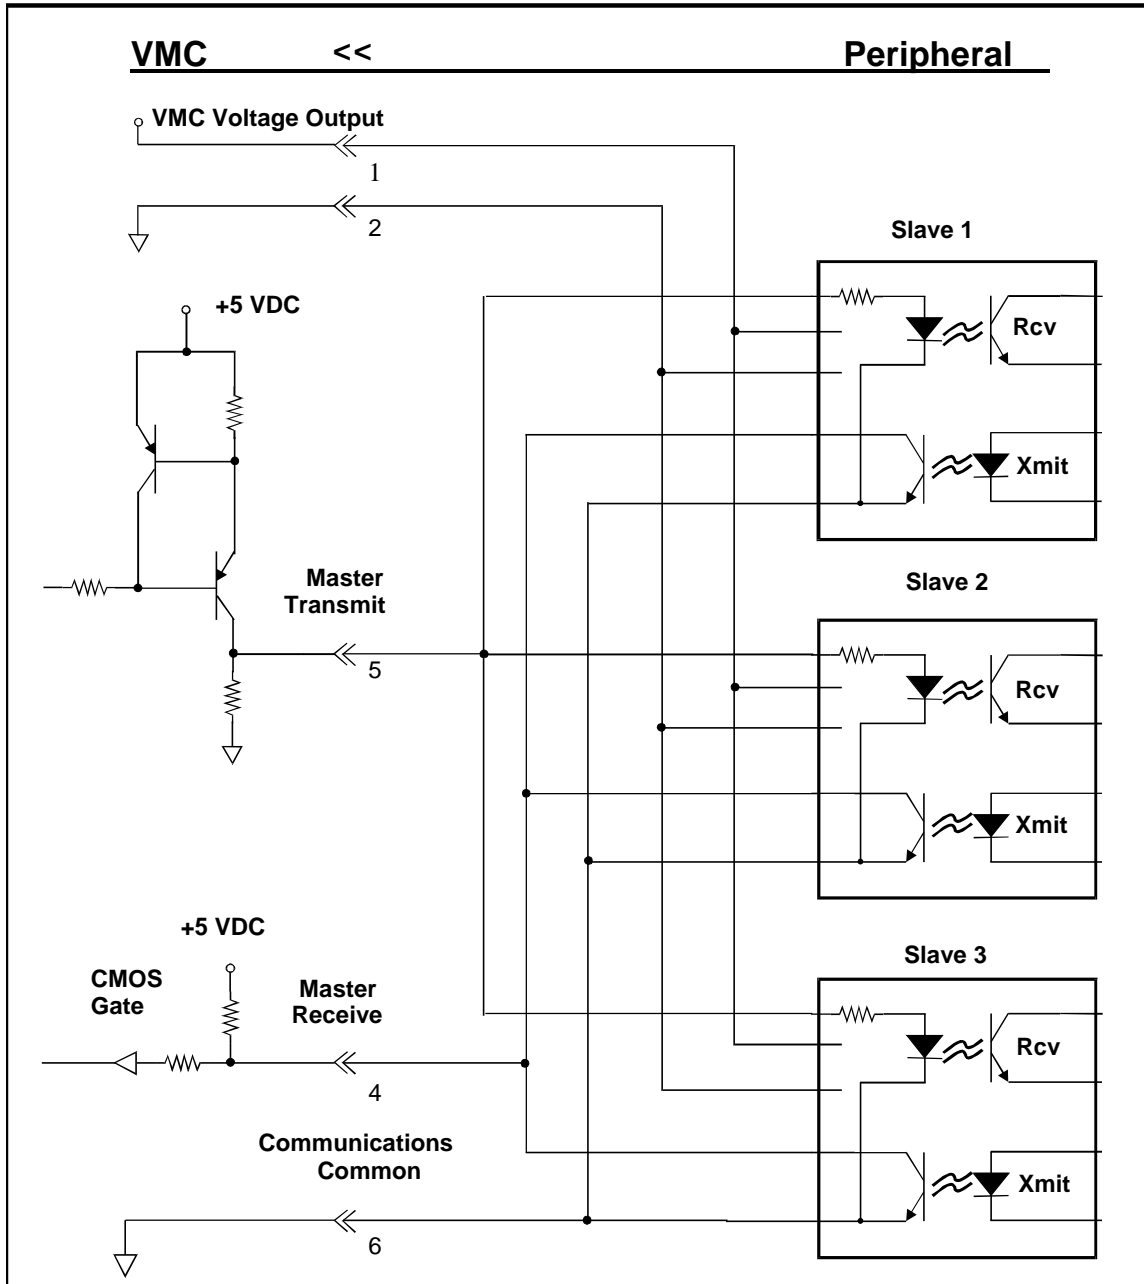 VMC << Peripheral
VMC Voltage Output
1
2
Slave 1
+5 VDC
Rcv
Xmit
Master
Transmit
5
Slave 2
Rcv
Xmit
+5 VDC
CMOS
Gate
Master
Receive
4
Slave 3
Rcv
Communications
Common
6
Xmit